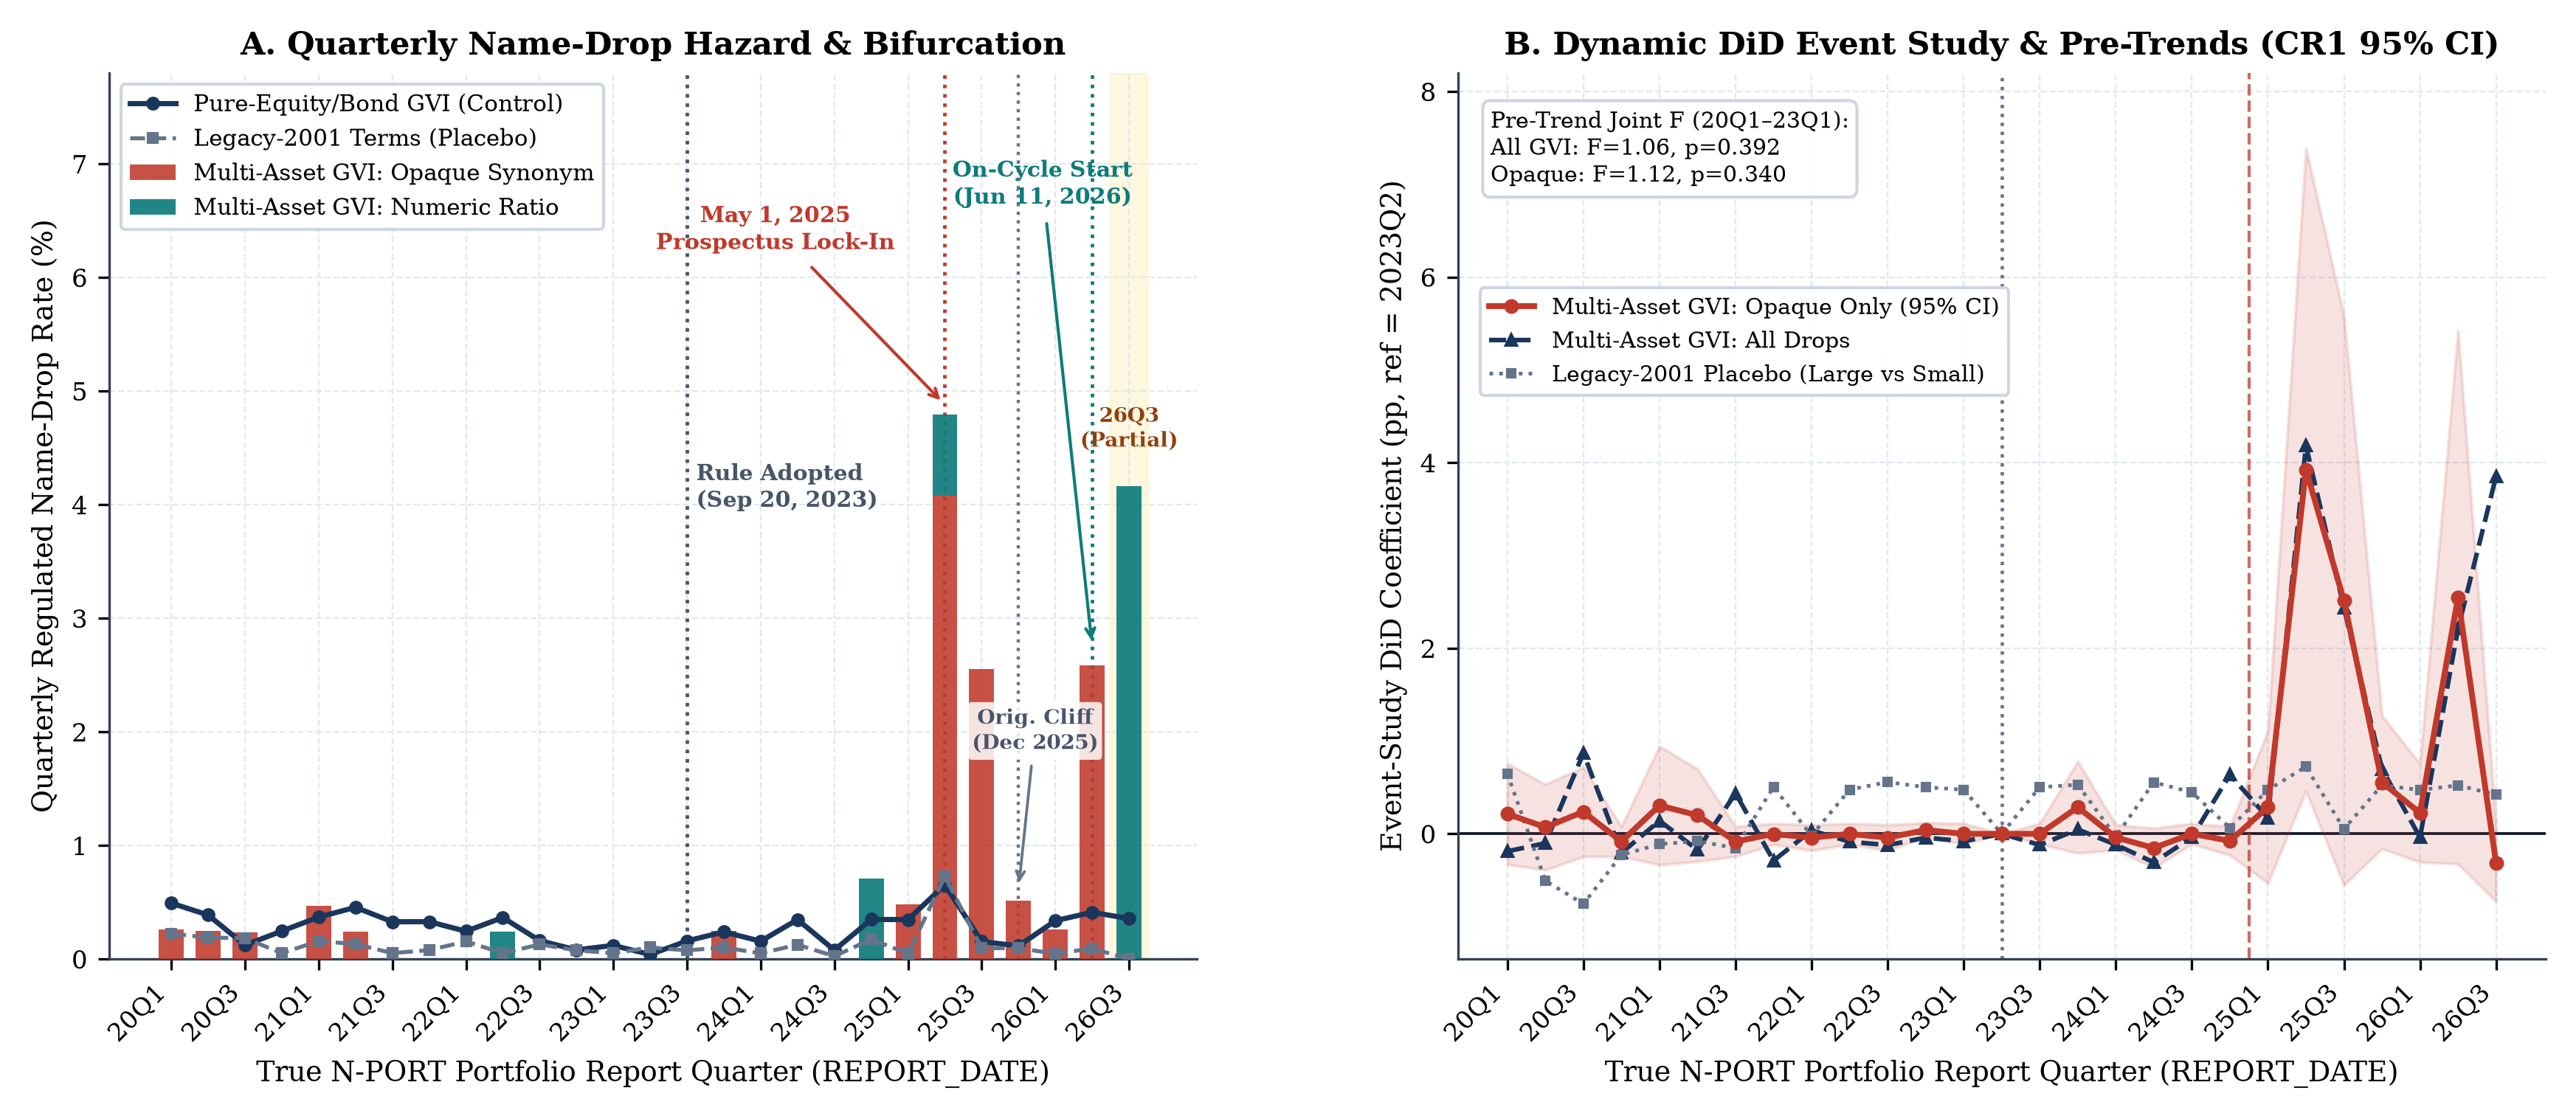 A. Quarterly Name-Drop Hazard & Bifurcation
Quarterly Regulated Name-Drop Rate (%)
7
6
5
4
3
2
1
0
Pure-Equity/Bond GVI (Control)
Legacy-2001 Terms (Placebo)
Multi-Asset GVI: Opaque Synonym
Multi-Asset GVI: Numeric Ratio
May 1, 2025
Prospectus Lock-In
On-Cycle Start
(Jun 11, 2026)
26Q3
(Partial)
Rule Adopted
(Sep 20, 2023)
Orig. Cliff
(Dec 2025)
20Q1
20Q3
21Q1
21Q3
22Q1
22Q3
23Q1
23Q3
24Q1
24Q3
25Q1
25Q3
26Q1
26Q3
True N-PORT Portfolio Report Quarter (REPORT_DATE)
B. Dynamic DiD Event Study & Pre-Trends (CR1 95% CI)
Event-Study DiD Coefficient (pp, ref = 2023Q2)
8
6
4
2
0
Pre-Trend Joint F (20Q1–23Q1):
All GVI: F=1.06, p=0.392
Opaque: F=1.12, p=0.340
Multi-Asset GVI: Opaque Only (95% CI)
Multi-Asset GVI: All Drops
Legacy-2001 Placebo (Large vs Small)
20Q1
20Q3
21Q1
21Q3
22Q1
22Q3
23Q1
23Q3
24Q1
24Q3
25Q1
25Q3
26Q1
26Q3
True N-PORT Portfolio Report Quarter (REPORT_DATE)